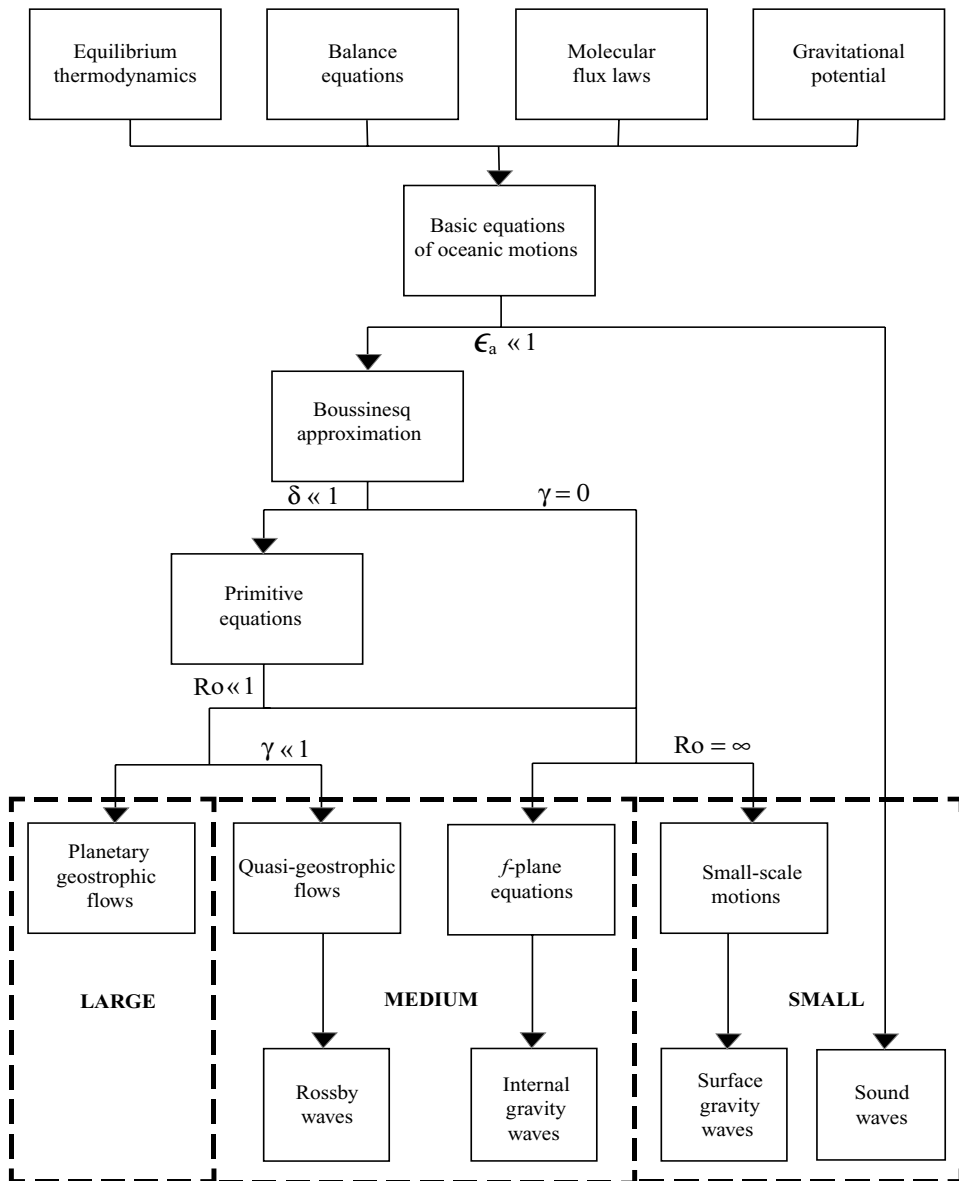 Equilibrium
thermodynamics
Balance
equations
Molecular
flux laws
Gravitational
potential
Basic equations
of oceanic motions
ϵa « 1
Boussinesq
approximation
δ « 1
γ = 0
Primitive
equations
Ro « 1
γ « 1
Ro = ∞
Planetary
geostrophic
flows
Quasi-geostrophic
flows
f-plane
equations
Small-scale
motions
LARGE
MEDIUM
SMALL
Rossby
waves
Internal
gravity
waves
Surface
gravity
waves
Sound
waves